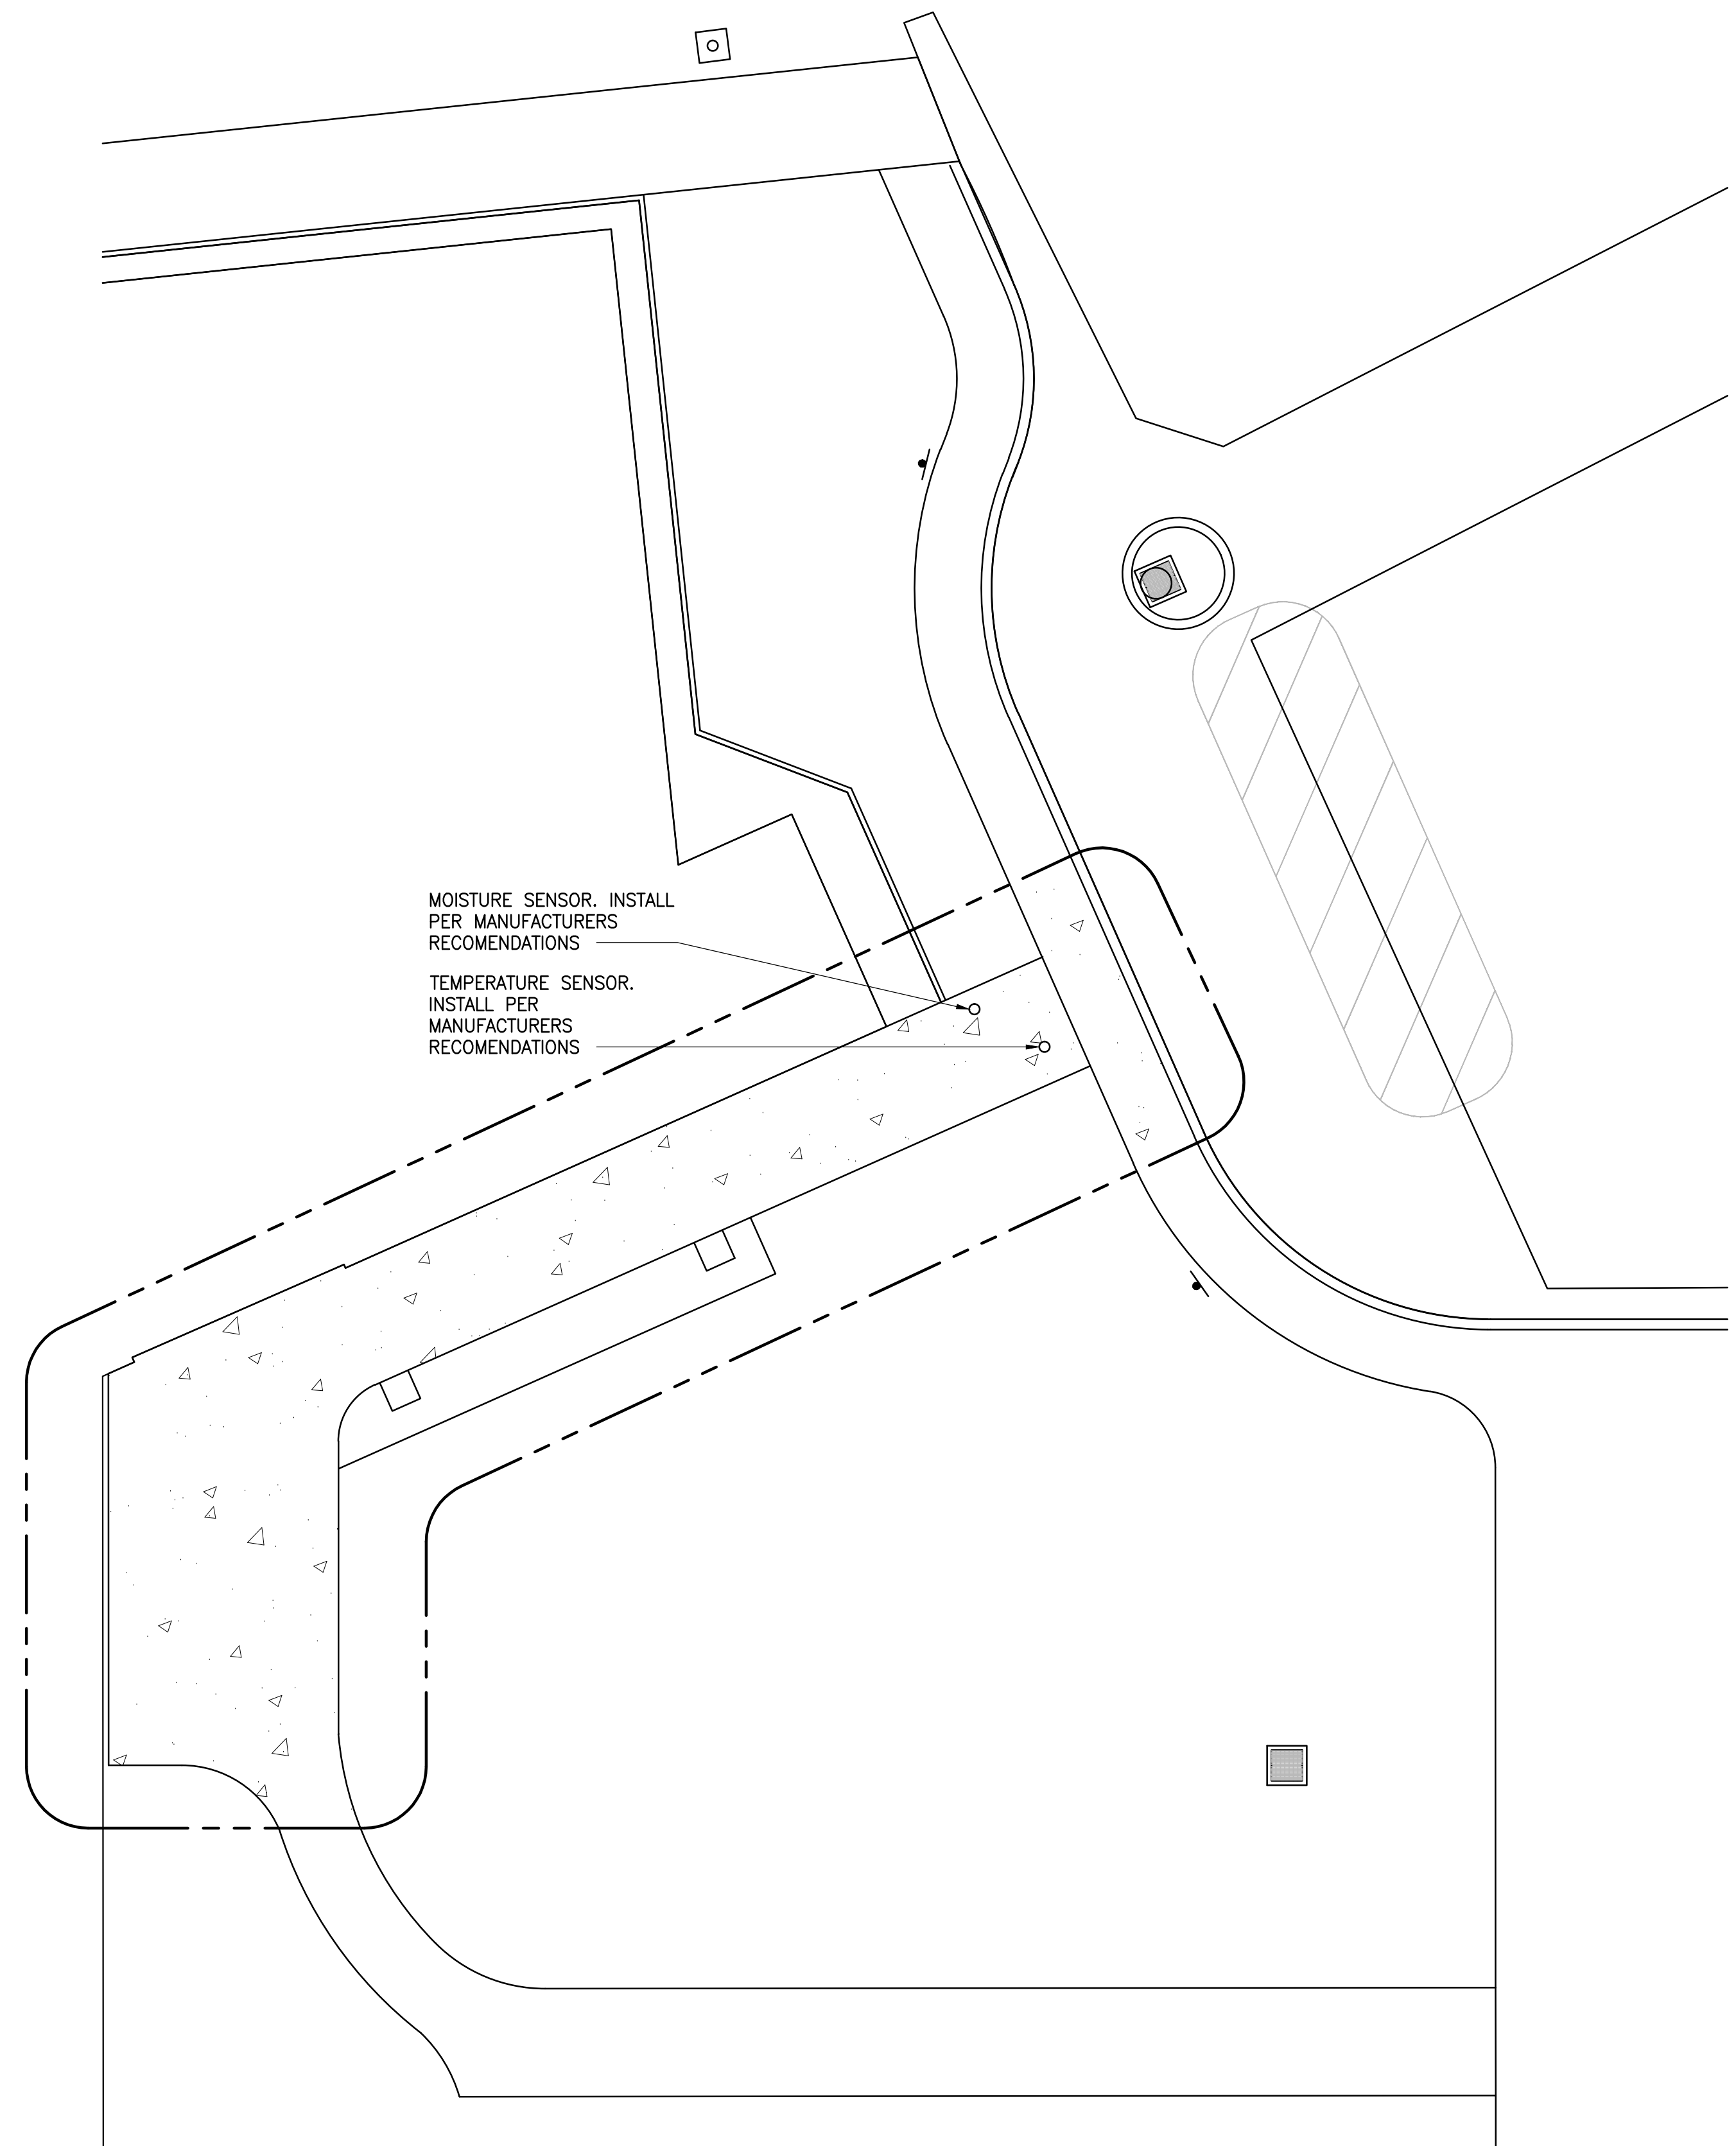 MOISTURE SENSOR. INSTALL
PER MANUFACTURERS
RECOMENDATIONS
TEMPERATURE SENSOR.
INSTALL PER
MANUFACTURERS
RECOMENDATIONS